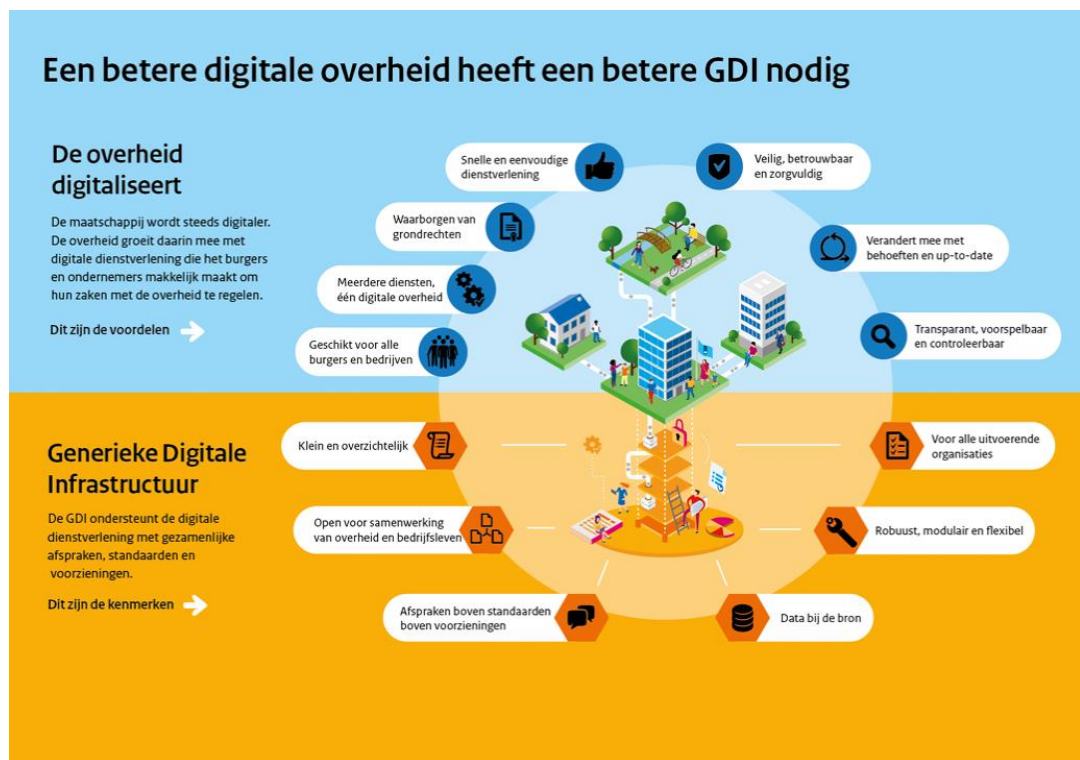 Een betere digitale overheid heeft een betere GDI nodig
De overheid
digitaliseert
De maatschappij wordt steeds digitaler.
De overheid groeit daarin mee met
digitale dienstverlening die het burgers
en ondernemers makkelijk maakt om
hun zaken met de overheid te regelen.
Dit zijn de voordelen
Snelle en eenvoudige
dienstverlening
Waarborgen van
grondrechten
Meerdere diensten,
één digitale overheid
Geschikt voor alle
burgers en bedrijven
Veilig, betrouwbaar
en zorgvuldig
Verandert mee met
behoeften en up-to-date
Transparant, voorspelbaar
en controleerbaar
Generieke Digitale
Infrastructuur
De GDI ondersteunt de digitale
dienstverlening met gezamenlijke
afspraken, standaarden en
voorzieningen.
Dit zijn de kenmerken
Klein en overzichtelijk
Open voor samenwerking
van overheid en bedrijfsleven
Afspraken boven standaarden
boven voorzieningen
Voor alle uitvoerende
organisaties
Robuust, modulair en flexibel
Data bij de bron